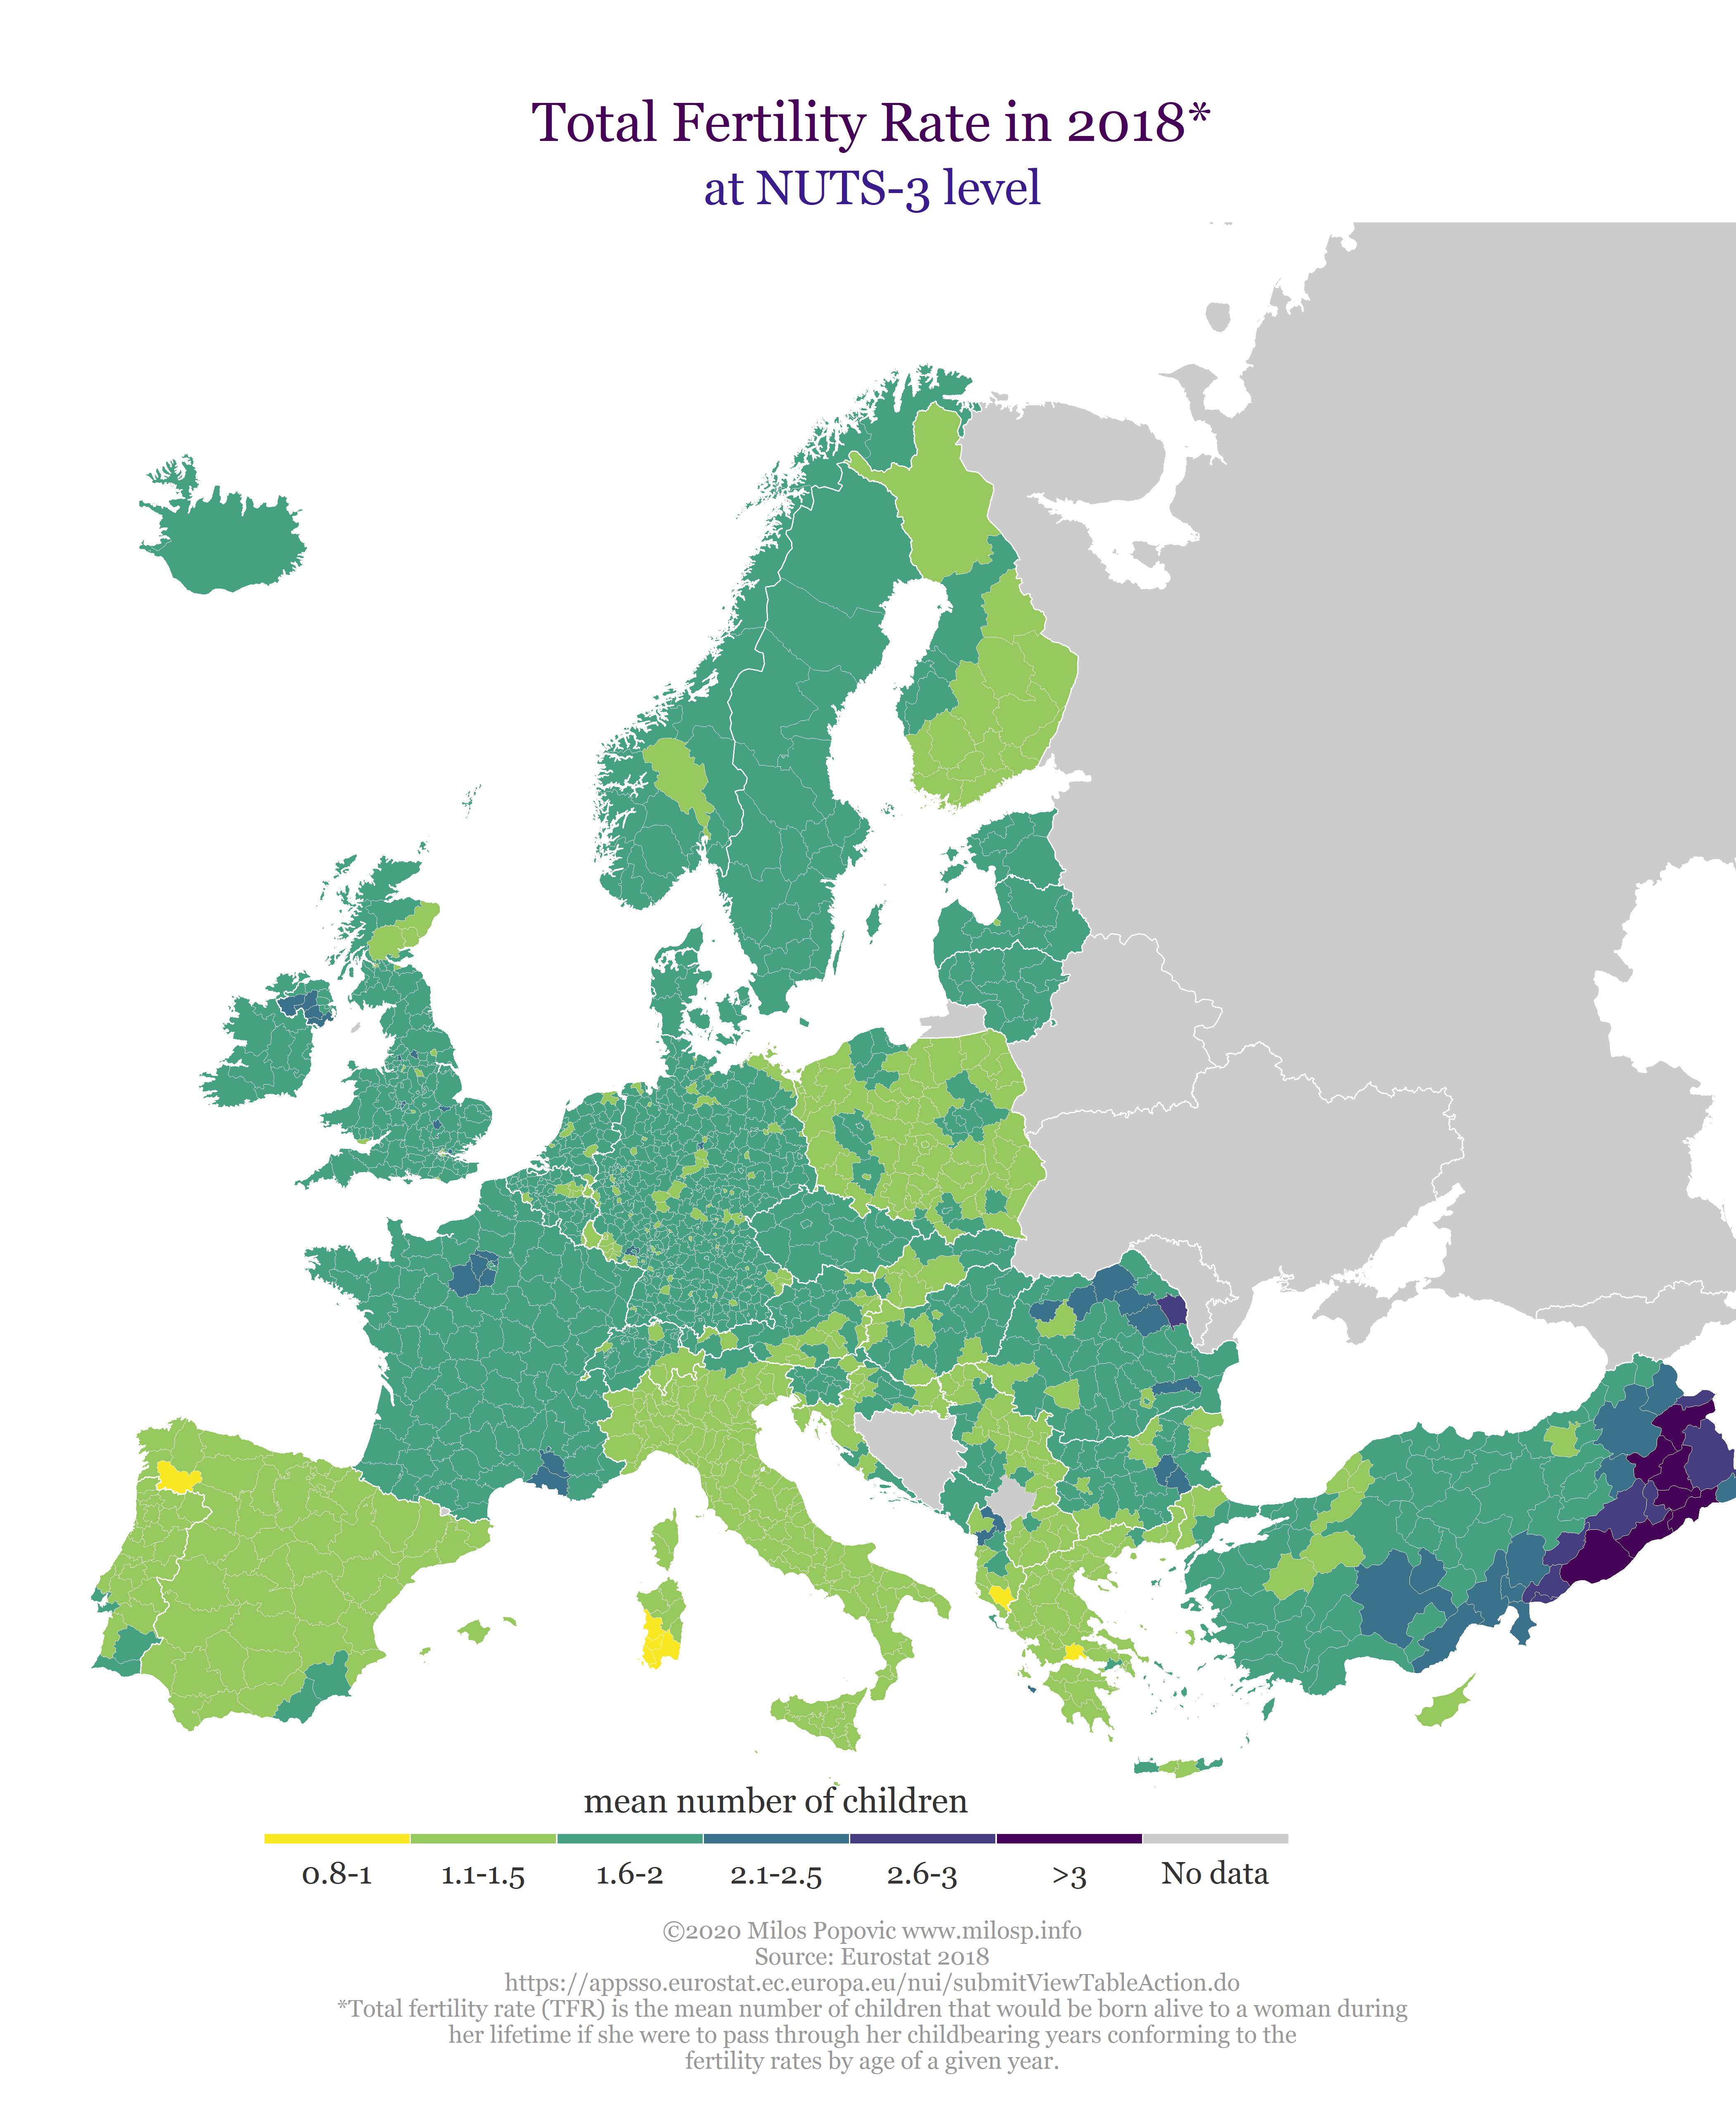 Total Fertility Rate in 2018*
at NUTS-3 level
mean number of children
0.8-1 1.1-1.5 1.6-2 2.1-2.5 2.6-3 >3 No data
©2020 Milos Popovic www.milosp.info
Source: Eurostat 2018
https://appsso.eurostat.ec.europa.eu/nui/submitViewTableAction.do
*Total fertility rate (TFR) is the mean number of children that would be born alive to a woman during
her lifetime if she were to pass through her childbearing years conforming to the
fertility rates by age of a given year.